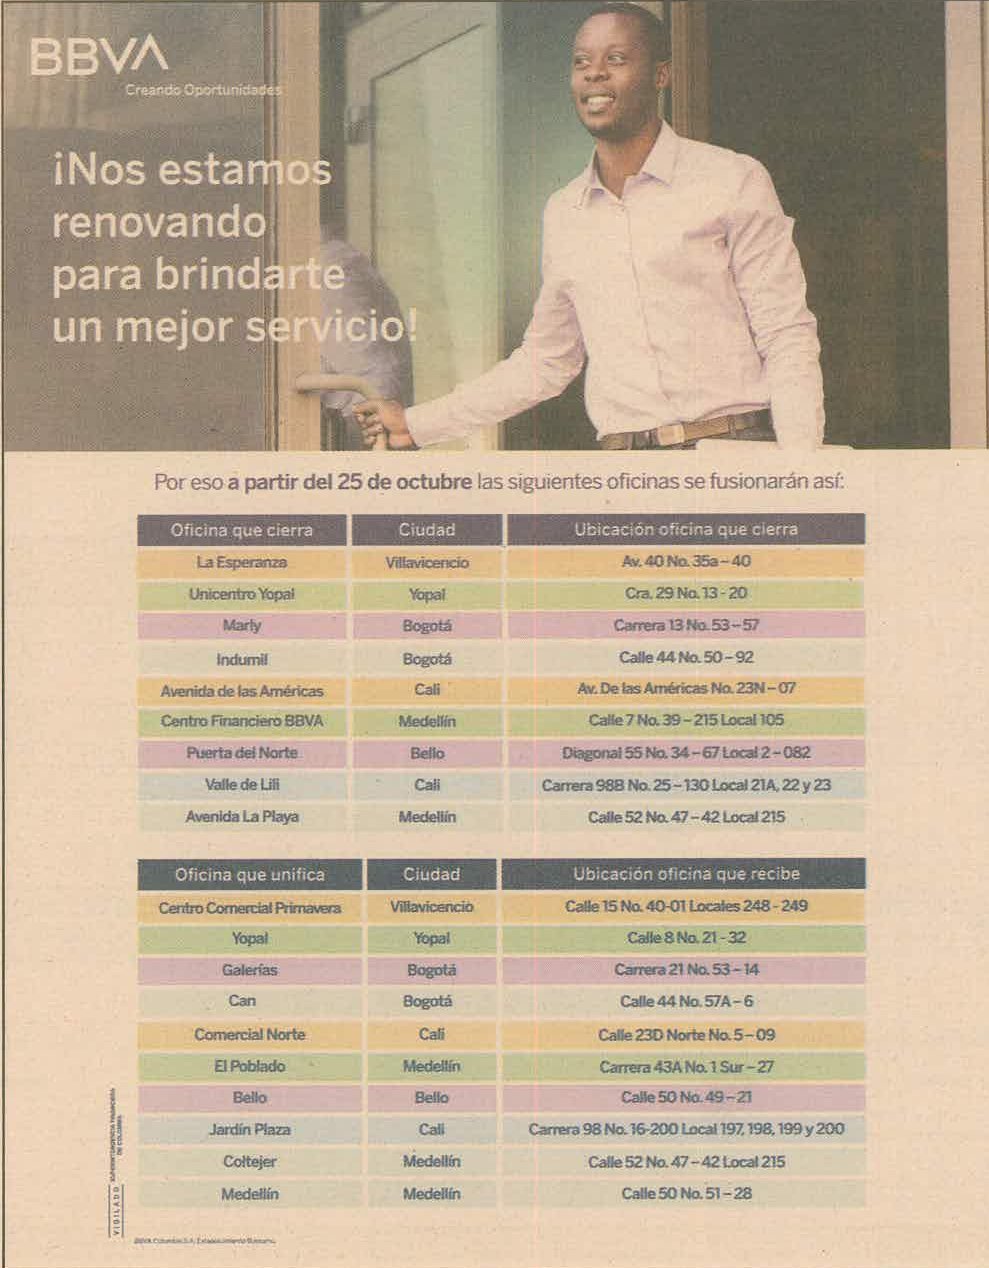 BBVA
Creando Oportunidades
¡Nos estamos
renovando
para brindarte
un mejor servicio!
Por eso a partir del 25 de octubre las siguientes oficinas se fusionarán así:
Oficina que cierra Ciudad Ubicación oficina que cierra
La Esperanza Villavicencio Av. 40 No. 35a – 40
Unicentro Yopal Yopal Cra. 29 No. 13 - 20
Marly Bogotá Carrera 13 No. 53 – 57
Indumil Bogotá Calle 44 No. 50 – 92
Avenida de las Américas Cali Av. De las Américas No. 23N – 07
Centro Financiero BBVA Medellín Calle 7 No. 39 – 215 Local 105
Puerta del Norte Bello Diagonal 55 No. 34 – 67 Local 2 – 082
Valle de Lili Cali Carrera 98B No. 25 – 130 Local 21A, 22 y 23
Avenida La Playa Medellín Calle 52 No. 47 – 42 Local 215
Oficina que unifica Ciudad Ubicación oficina que recibe
Centro Comercial Primavera Villavicencio Calle 15 No. 40-01 Locales 248 - 249
Yopal Yopal Calle 8 No. 21 - 32
Galerías Bogotá Carrera 21 No. 53 – 14
Can Bogotá Calle 44 No. 57A – 6
Comercial Norte Cali Calle 23D Norte No. 5 – 09
El Poblado Medellín Carrera 43A No. 1 Sur – 27
Bello Bello Calle 50 No. 49 – 21
Jardín Plaza Cali Carrera 98 No. 16-200 Local 197, 198, 199 y 200
Coltejer Medellín Calle 52 No. 47 – 42 Local 215
Medellín Medellín Calle 50 No. 51 – 28
VIGILADO SUPERINTENDENCIA FINANCIERA
DE COLOMBIA
BBVA Colombia S.A. Establecimiento Bancario.